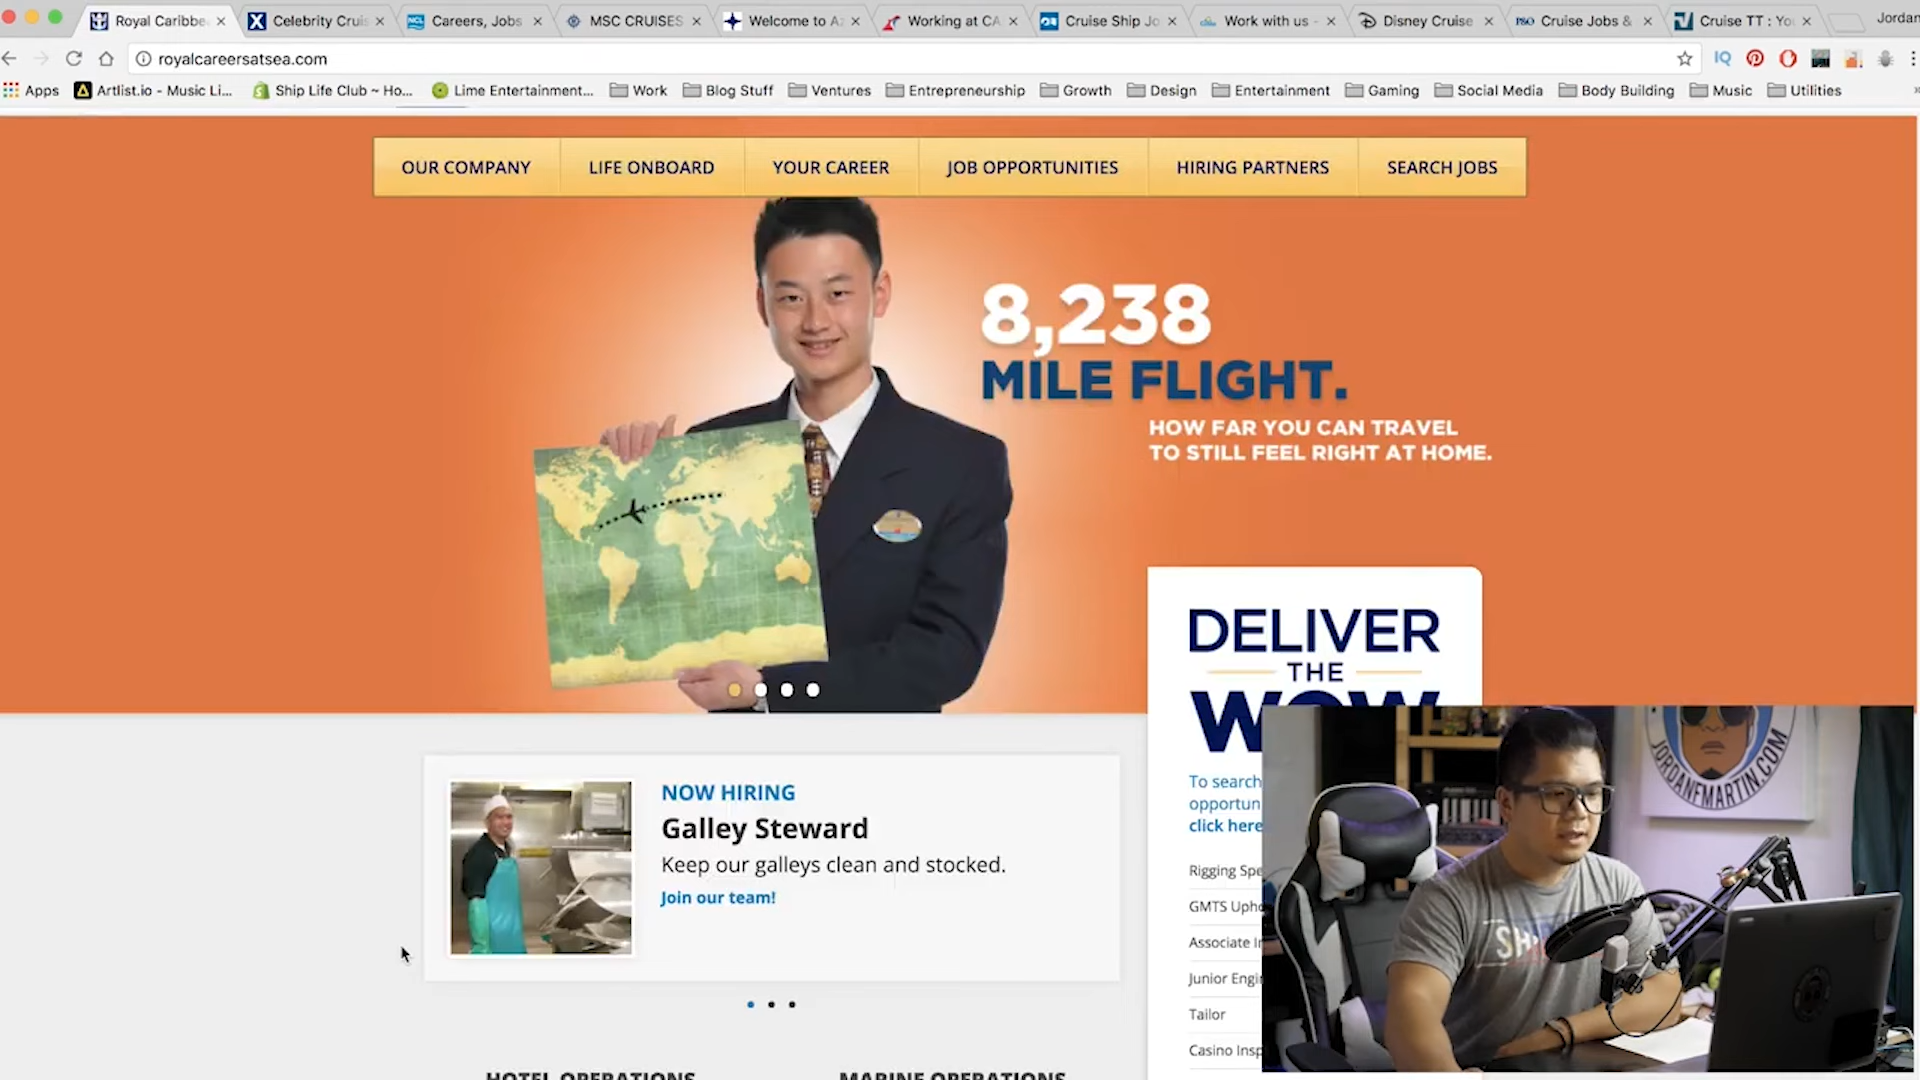 Royal Caribbe
Celebrity Cruis
Careers, Jobs
MSC CRUISES
Welcome to Az
Working at CA
Cruise Ship Jo
Work with us -
Disney Cruise
P&O Cruise Jobs &
Cruise TT : Yo
Jordan
royalcareersatsea.com
Apps
Artlist.io - Music Li...
Ship Life Club ~ Ho...
Lime Entertainment...
Work
Blog Stuff
Ventures
Entrepreneurship
Growth
Design
Entertainment
Gaming
Social Media
Body Building
Music
Utilities
OUR COMPANY
LIFE ONBOARD
YOUR CAREER
JOB OPPORTUNITIES
HIRING PARTNERS
SEARCH JOBS
8,238
MILE FLIGHT.
HOW FAR YOU CAN TRAVEL
TO STILL FEEL RIGHT AT HOME.
DELIVER
THE
WOW
To search
opportun
click here
Rigging Spe
GMTS Upho
Associate In
Junior Engi
Tailor
Casino Insp
NOW HIRING
Galley Steward
Keep our galleys clean and stocked.
Join our team!
HOTEL OPERATIONS
MARINE OPERATIONS
JORDANFMARTIN.COM